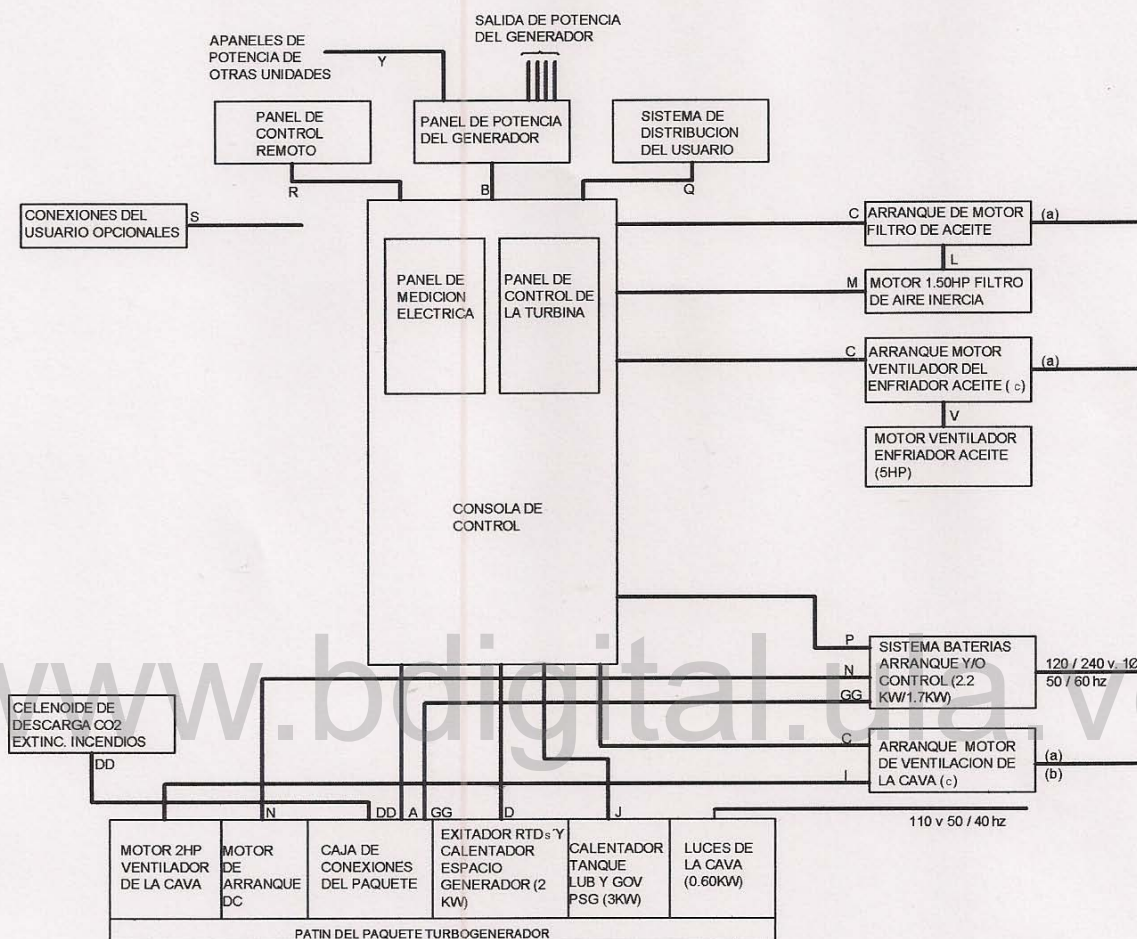 SALIDA DE POTENCIA
DEL GENERADOR
APANELES DE
POTENCIA DE
OTRAS UNIDADES
Y
PANEL DE
CONTROL
REMOTO
PANEL DE POTENCIA
DEL GENERADOR
SISTEMA DE
DISTRIBUCION
DEL USUARIO
R
B
Q
CONEXIONES DEL
USUARIO OPCIONALES
S
C
ARRANQUE DE MOTOR
FILTRO DE ACEITE
(a)
L
PANEL DE
MEDICION
ELECTRICA
PANEL DE
CONTROL DE
LA TURBINA
M
MOTOR 1.50HP FILTRO
DE AIRE INERCIA
C
ARRANQUE MOTOR
VENTILADOR DEL
ENFRIADOR ACEITE ( c)
(a)
V
MOTOR VENTILADOR
ENFRIADOR ACEITE
(5HP)
CONSOLA DE
CONTROL
P
N
GG
SISTEMA BATERIAS
ARRANQUE Y/O
CONTROL (2.2
KW/1.7KW)
120 / 240 v. 1Ø
50 / 60 hz
www.bdigital.ula.v
CELENOIDE DE
DESCARGA CO2
EXTINC. INCENDIOS
DD
C
I
ARRANQUE MOTOR
DE VENTILACION DE
LA CAVA (c)
(a)
(b)
110 v 50 / 40 hz
N
DD
A
GG
D
J
MOTOR 2HP
VENTILADOR
DE LA CAVA
MOTOR
DE
ARRANQUE
DC
CAJA DE
CONEXIONES
DEL PAQUETE
EXITADOR RTDs Y
CALENTADOR
ESPACIO
GENERADOR (2
KW)
CALENTADOR
TANQUE
LUB Y GOV
PSG (3KW)
LUCES DE
LA CAVA
(0.60KW)
PATIN DEL PAQUETE TURBOGENERADOR